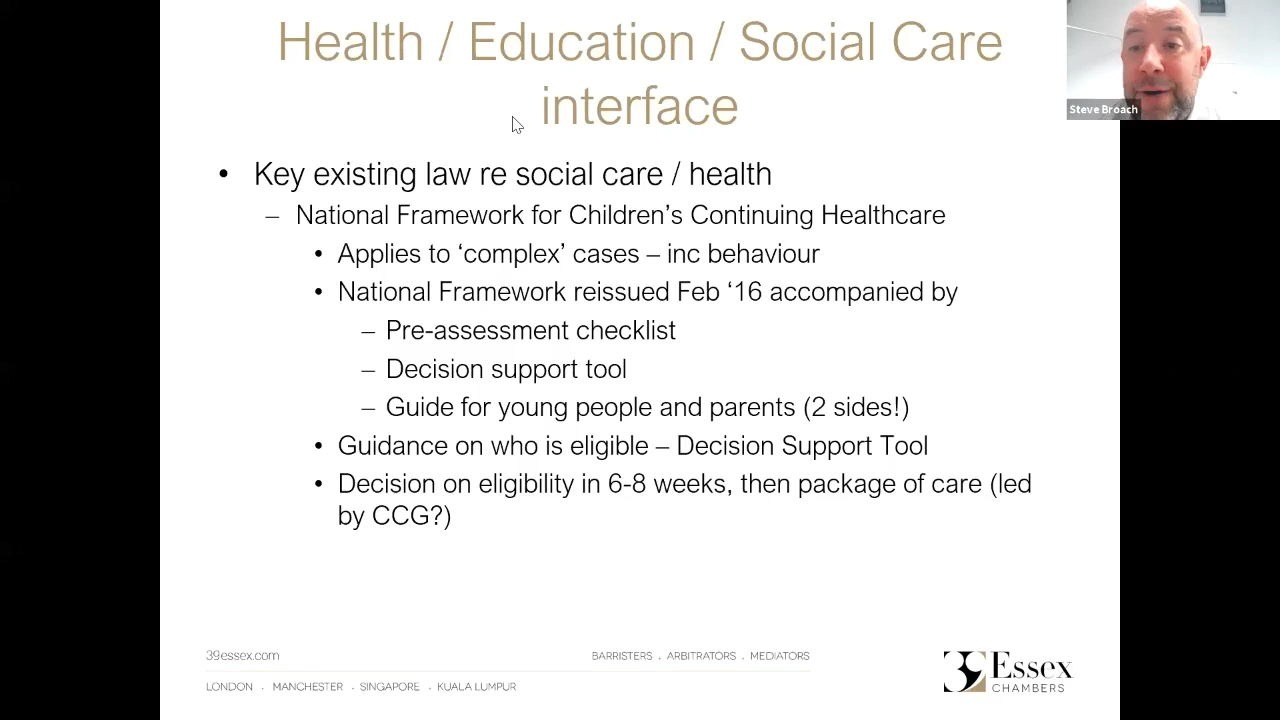 Health / Education / Social Care
interface
Steve Broach
• Key existing law re social care / health
– National Framework for Children’s Continuing Healthcare
• Applies to ‘complex’ cases – inc behaviour
• National Framework reissued Feb ‘16 accompanied by
– Pre-assessment checklist
– Decision support tool
– Guide for young people and parents (2 sides!)
• Guidance on who is eligible – Decision Support Tool
• Decision on eligibility in 6-8 weeks, then package of care (led
by CCG?)
39essex.com
BARRISTERS . ARBITRATORS . MEDIATORS
LONDON . MANCHESTER . SINGAPORE . KUALA LUMPUR
39 Essex
CHAMBERS